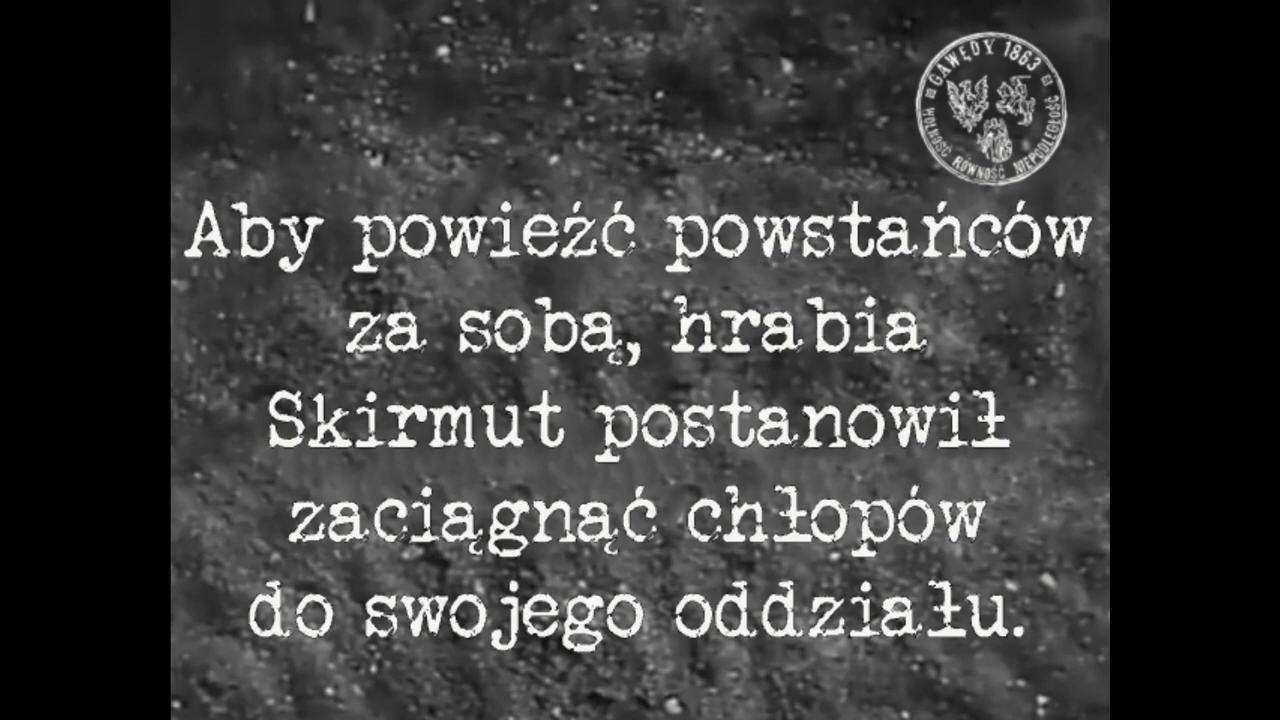 GAWĘDY 1863
WOLNOŚĆ RÓWNOŚĆ NIEPODLEGŁOŚĆ
Aby powieźć powstańców
za sobą, hrabia
Skirmut postanowił
zaciągnąć chłopów
do swojego oddziału.